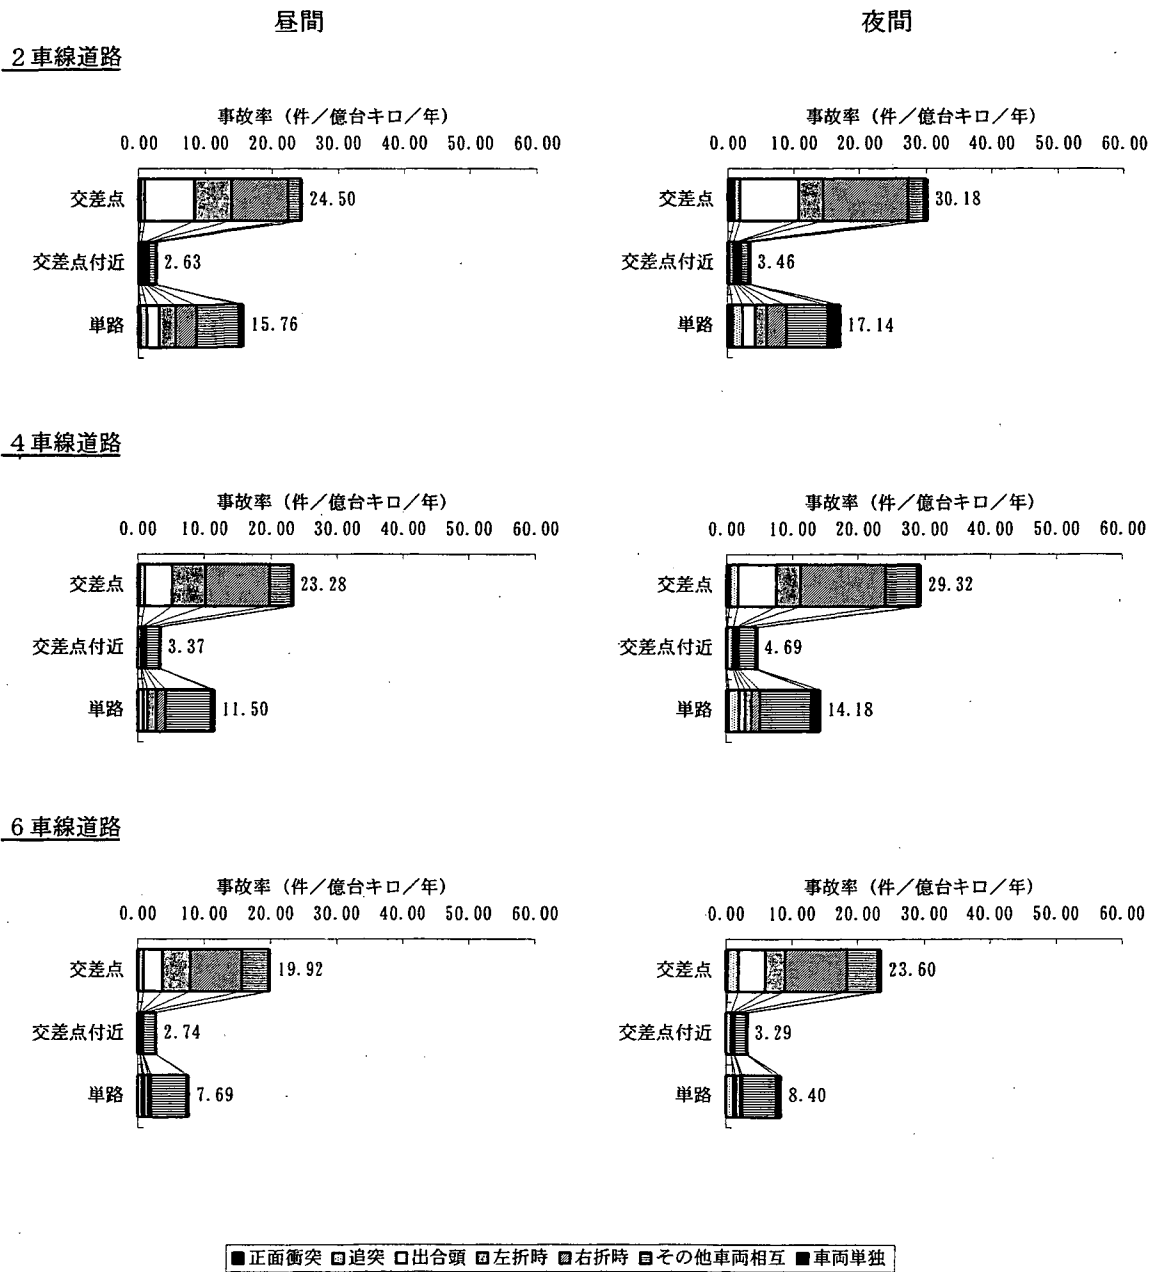 昼間
夜間
2車線道路
事故率(件/億台キロ/年)
0.00 10.00 20.00 30.00 40.00 50.00 60.00
交差点 24.50
交差点付近 2.63
単路 15.76
事故率(件/億台キロ/年)
0.00 10.00 20.00 30.00 40.00 50.00 60.00
交差点 30.18
交差点付近 3.46
単路 17.14
4車線道路
事故率(件/億台キロ/年)
0.00 10.00 20.00 30.00 40.00 50.00 60.00
交差点 23.28
交差点付近 3.37
単路 11.50
事故率(件/億台キロ/年)
0.00 10.00 20.00 30.00 40.00 50.00 60.00
交差点 29.32
交差点付近 4.69
単路 14.18
6車線道路
事故率(件/億台キロ/年)
0.00 10.00 20.00 30.00 40.00 50.00 60.00
交差点 19.92
交差点付近 2.74
単路 7.69
事故率(件/億台キロ/年)
0.00 10.00 20.00 30.00 40.00 50.00 60.00
交差点 23.60
交差点付近 3.29
単路 8.40
正面衝突 追突 出合頭 左折時 右折時 その他車両相互 車両単独